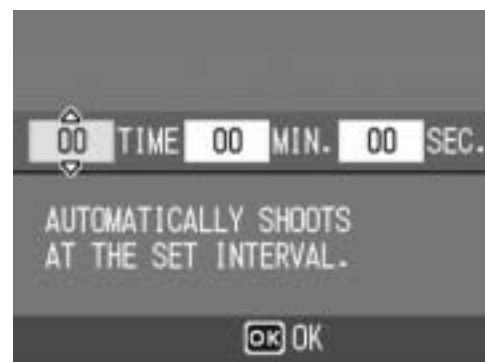 00 TIME 00 MIN. 00 SEC.
AUTOMATICALLY SHOOTS
AT THE SET INTERVAL.
OK OK